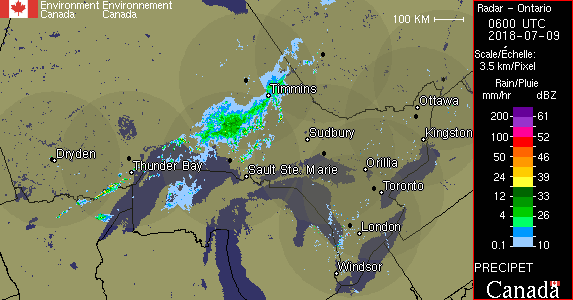 Environment Environnement
Canada Canada
100 KM
Timmins
Ottawa
Sudbury
Kingston
Dryden
Thunder Bay
Sault Ste. Marie
Orillia
Toronto
London
Windsor
Radar - Ontario
0600 UTC
2018-07-09
Scale/Échelle:
3.5 km/Pixel
Rain/Pluie
mm/hr dBZ
200 61
100 52
50 46
24 39
12 33
4 26
0.1 10
PRECIPET
Canada